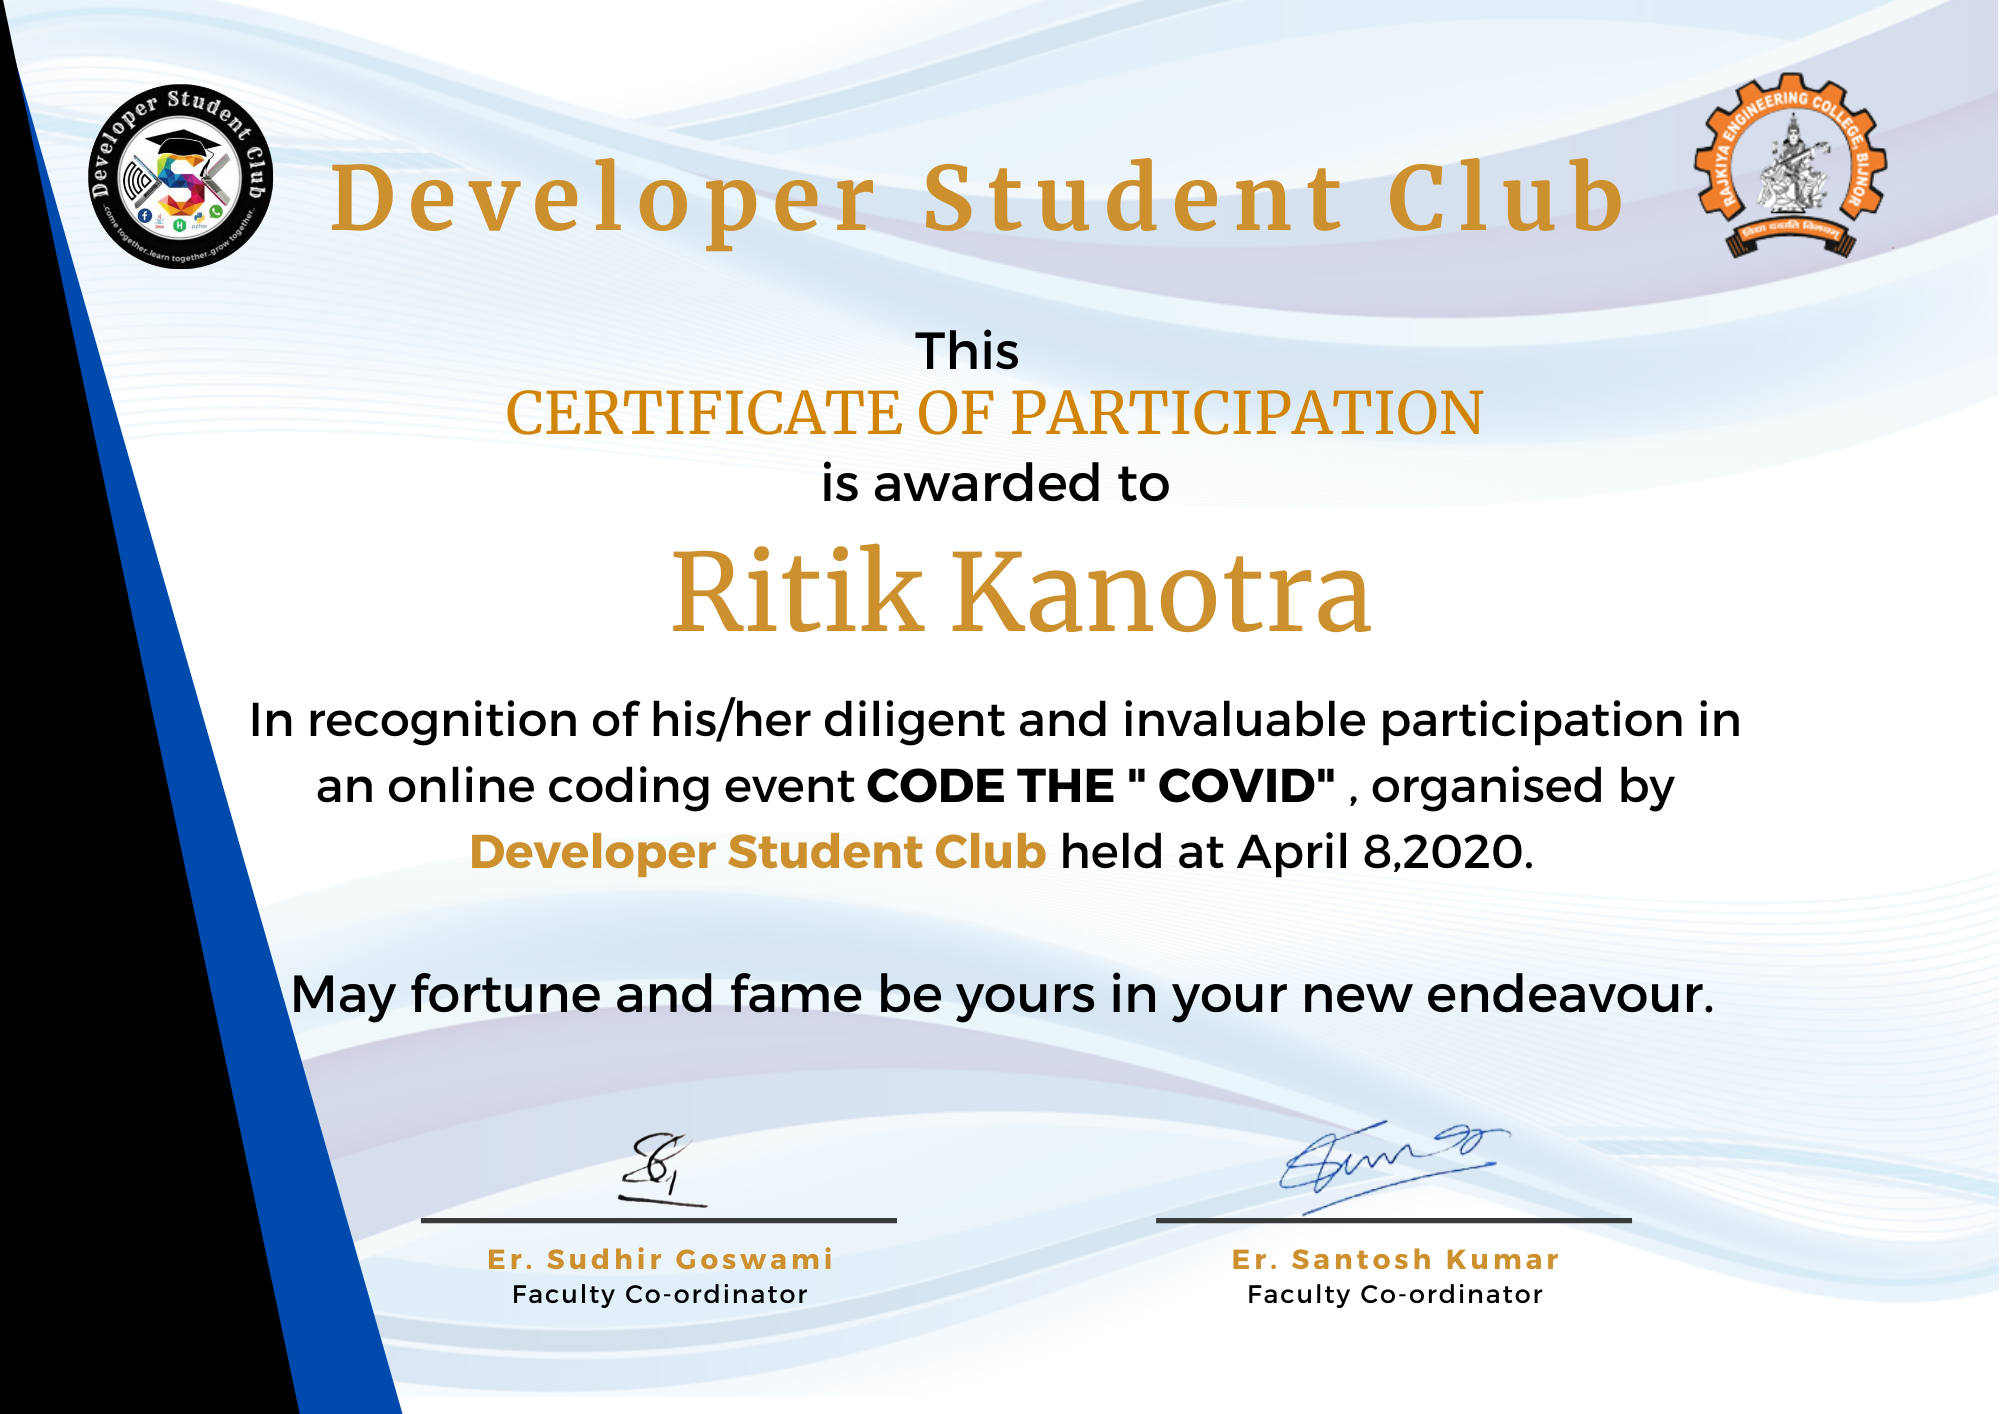 Developer Student Club
..come together..learn together..grow together..
python
RAJKIYA ENGINEERING COLLEGE, BIJNOR
विद्या ददाति विनयम्
Developer Student Club
This
CERTIFICATE OF PARTICIPATION
is awarded to
Ritik Kanotra
In recognition of his/her diligent and invaluable participation in
an online coding event CODE THE " COVID" , organised by
Developer Student Club held at April 8,2020.
May fortune and fame be yours in your new endeavour.
Er. Sudhir Goswami
Faculty Co-ordinator
Er. Santosh Kumar
Faculty Co-ordinator